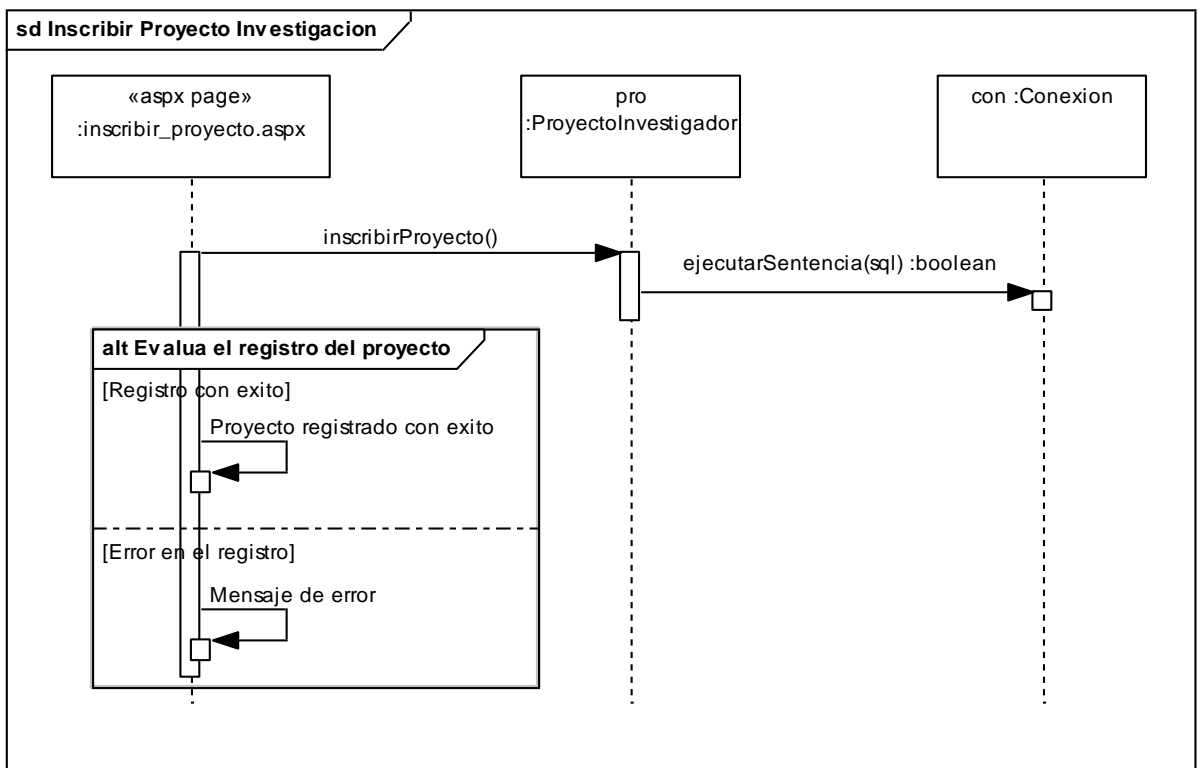 sd Inscribir Proyecto Investigacion
«aspx page»
:inscribir_proyecto.aspx
pro
:ProyectoInvestigador
con :Conexion
inscribirProyecto()
ejecutarSentencia(sql) :boolean
alt Evalua el registro del proyecto
[Registro con exito]
Proyecto registrado con exito
[Error en el registro]
Mensaje de error